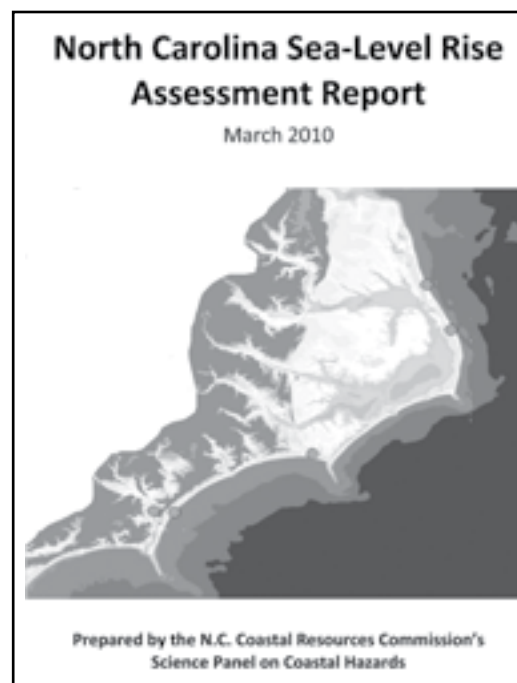 North Carolina Sea-Level Rise
Assessment Report
March 2010
Prepared by the N.C. Coastal Resources Commission's
Science Panel on Coastal Hazards